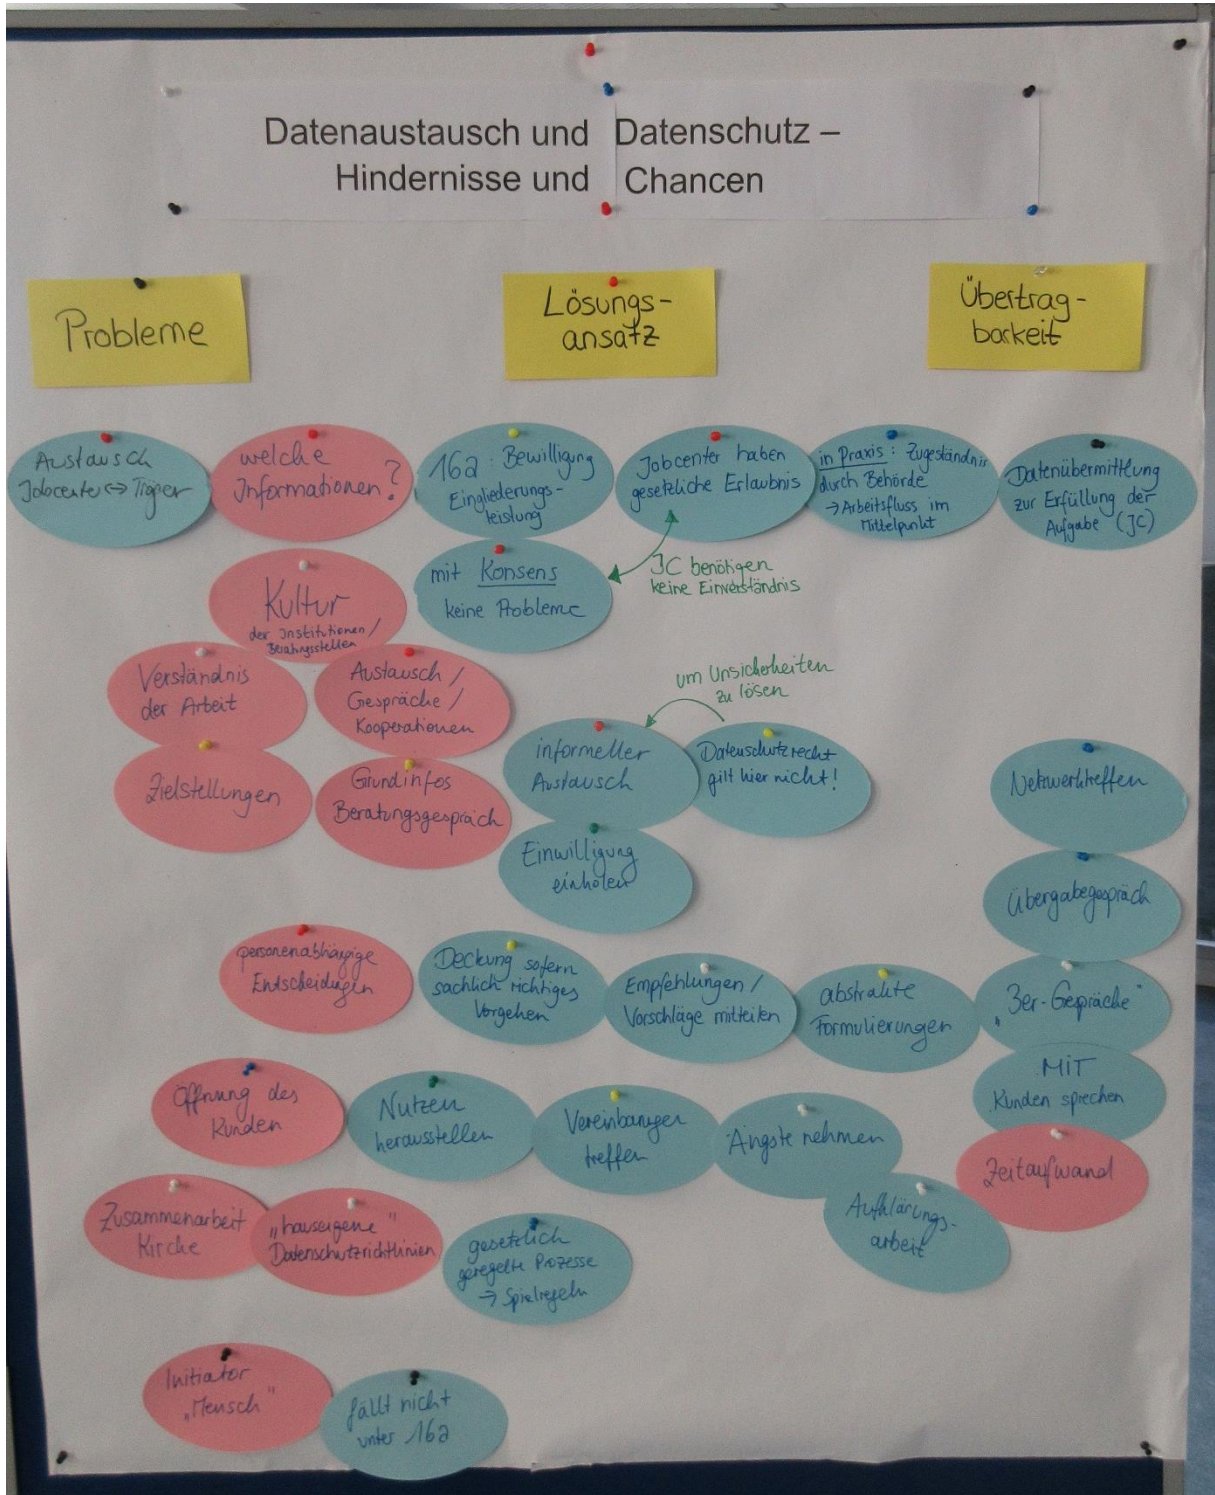 Datenaustausch und Datenschutz –
Hindernisse und Chancen
Probleme
Lösungs-
ansatz
Übertrag-
barkeit
Austausch
Jobcenter ↔ Träger
welche
Informationen?
16a: Bewilligung
Eingliederungs-
leistung
Jobcenter haben
gesetzliche Erlaubnis
in Praxis: Zugeständnis
durch Behörde
→ Arbeitsfluss im
Mittelpunkt
Datenübermittlung
zur Erfüllung der
Aufgabe (JC)
Kultur
der Institutionen/
Beratungsstellen
mit Konsens
keine Probleme
JC benötigen
keine Einverständnis
Verständnis
der Arbeit
Austausch/
Gespräche/
Kooperationen
um Unsicherheiten
zu lösen
Zielstellungen
Grundinfos
Beratungsgespräch
informeller
Austausch
Datenschutzrecht
gilt hier nicht!
Netzwerktreffen
Einwilligung
einholen
Übergabegespräch
personenabhängige
Entscheidungen
Deckung sofern
sachlich richtiges
Vorgehen
Empfehlungen/
Vorschläge mitteilen
abstrakte
Formulierungen
„3er-Gespräche"
MIT
Kunden sprechen
Öffnung des
Kunden
Nutzen
herausstellen
Vereinbarungen
treffen
Ängste nehmen
Zeitaufwand
Aufklärungs-
arbeit
Zusammenarbeit
Kirche
„hauseigene"
Datenschutzrichtlinien
gesetzlich
geregelte Prozesse
→ Spielregeln
Initiator
„Mensch"
fällt nicht
unter 16a